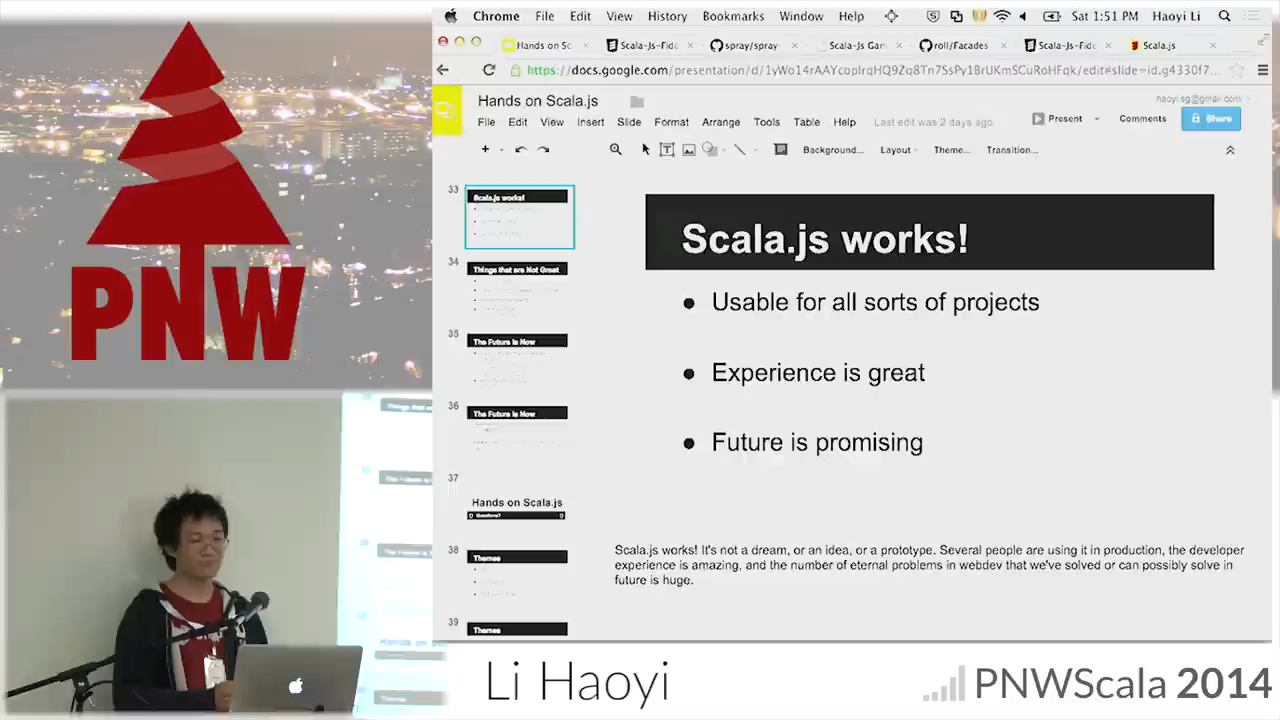 PNW
Chrome File Edit View History Bookmarks Window Help Sat 1:51 PM Haoyi Li
Hands on Sc Scala-Js-Fidd spray/spray Scala-Js Gam roll/Facades Scala-Js-Fidd Scala.js
https://docs.google.com/presentation/d/
Hands on Scala.js
haoyi.sg@gmail.com
File Edit View Insert Slide Format Arrange Tools Table Help Last edit was 2 days ago Present Comments Share
Background... Layout Theme... Transition...
33 Scala.js works!
34 Things that are Not Great
35 The Future is Now
36 The Future is Now
37 Hands on Scala.js
Questions?
38 Themes
39 Themes
Scala.js works!
● Usable for all sorts of projects
● Experience is great
● Future is promising
Scala.js works! It's not a dream, or an idea, or a prototype. Several people are using it in production, the developer
experience is amazing, and the number of eternal problems in webdev that we've solved or can possibly solve in
future is huge.
Li Haoyi
PNWScala 2014